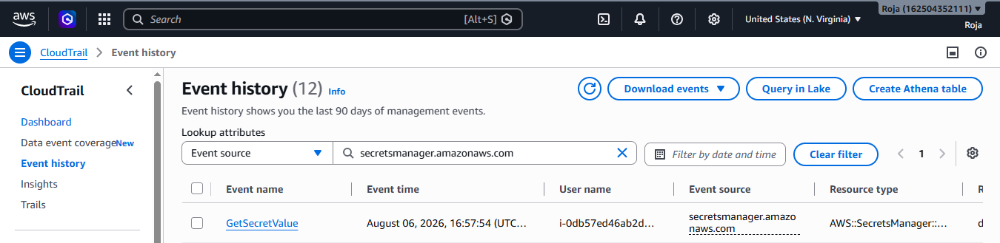 aws
Search [Alt+S]
United States (N. Virginia)
Roja (162504352111)
Roja
CloudTrail
Event history
CloudTrail
Dashboard
Data event coverage New
Event history
Insights
Trails
Event history (12) Info
Download events
Query in Lake
Create Athena table
Event history shows you the last 90 days of management events.
Lookup attributes
Event source
secretsmanager.amazonaws.com
Filter by date and time
Clear filter
1
Event name Event time User name Event source Resource type R
GetSecretValue August 06, 2026, 16:57:54 (UTC... i-0db57ed46ab2d... secretsmanager.amazo
naws.com AWS::SecretsManager::... d